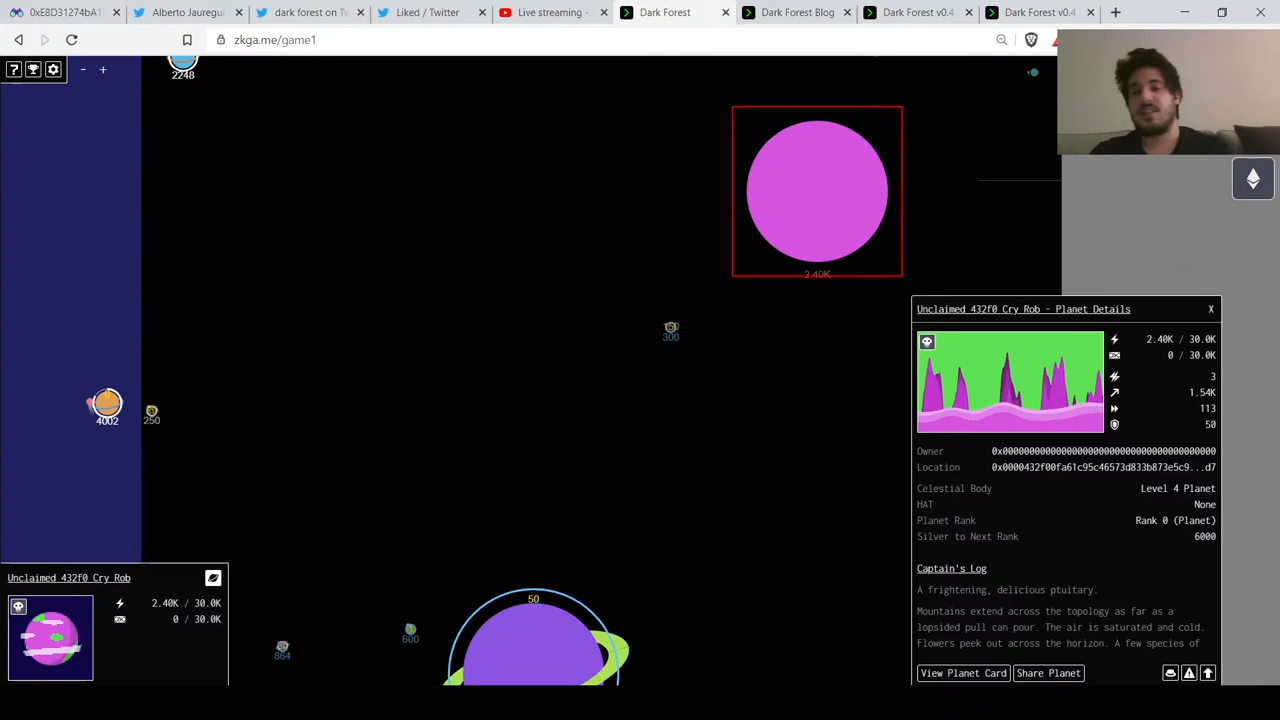 0xE8D31274bA15
Alberto Jauregui
dark forest on Tw
Liked / Twitter
Live streaming -
Dark Forest
Dark Forest Blog
Dark Forest v0.4
Dark Forest v0.4
zkga.me/game1
? - +
2248
2.40K
150
300
4002
250
50
600
864
Unclaimed 432f0 Cry Rob - Planet Details X
2.40K / 30.0K
0 / 30.0K
3
1.54K
113
50
Owner 0x0000000000000000000000000000000000000000
Location 0x0000432f00fa61c95c46573d833b873e5c9...d7
Celestial Body Level 4 Planet
HAT None
Planet Rank Rank 0 (Planet)
Silver to Next Rank 6000
Captain's Log
A frightening, delicious ptuitary.
Mountains extend across the topology as far as a
lopsided pull can pour. The air is saturated and cold.
Flowers peek out across the horizon. A few species of
View Planet Card Share Planet
Unclaimed 432f0 Cry Rob
2.40K / 30.0K
0 / 30.0K